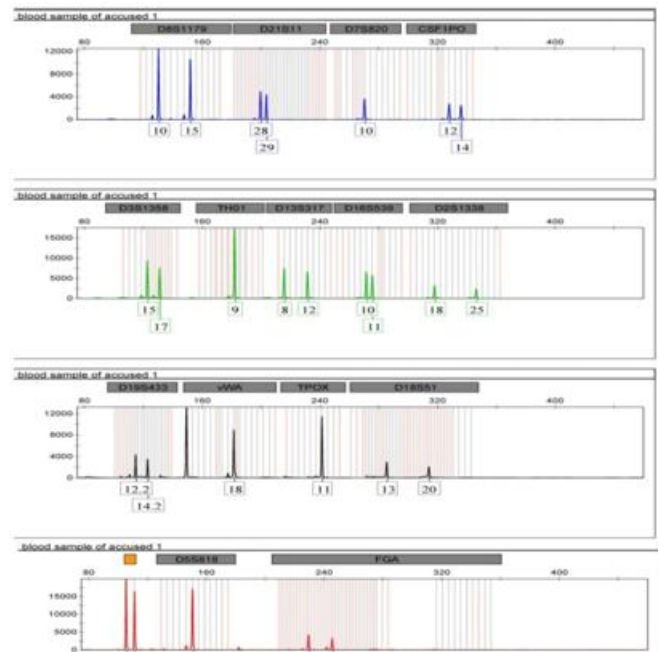 blood sample of accused 1
D8S1179 D21S11 D7S820 CSF1PO
80 160 240 320 400
12000
8000
4000
0
10 15 28 10 12
29 14
blood sample of accused 1
D3S1358 TH01 D13S317 D16S539 D2S1338
80 160 240 320 400
15000
10000
5000
0
15 9 8 12 10 18 25
17 11
blood sample of accused 1
D19S433 vWA TPOX D18S51
80 160 240 320 400
12000
8000
4000
0
12.2 18 11 13 20
14.2
blood sample of accused 1
D5S818 FGA
80 160 240 320 400
15000
10000
5000
0